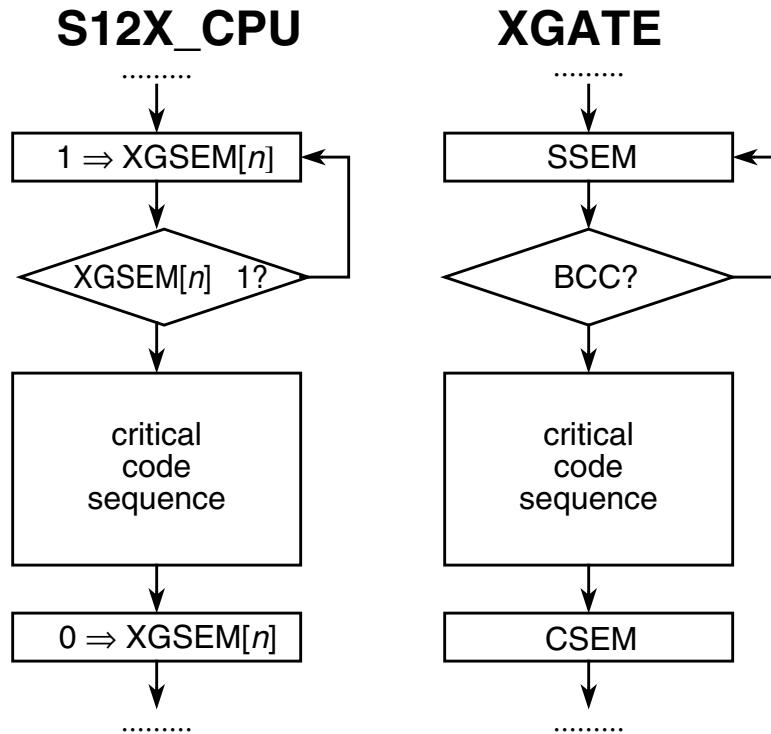 S12X_CPU
.........
1 ⇒ XGSEM[n]
XGSEM[n] 1?
critical
code
sequence
0 ⇒ XGSEM[n]
.........
XGATE
.........
SSEM
BCC?
critical
code
sequence
CSEM
.........